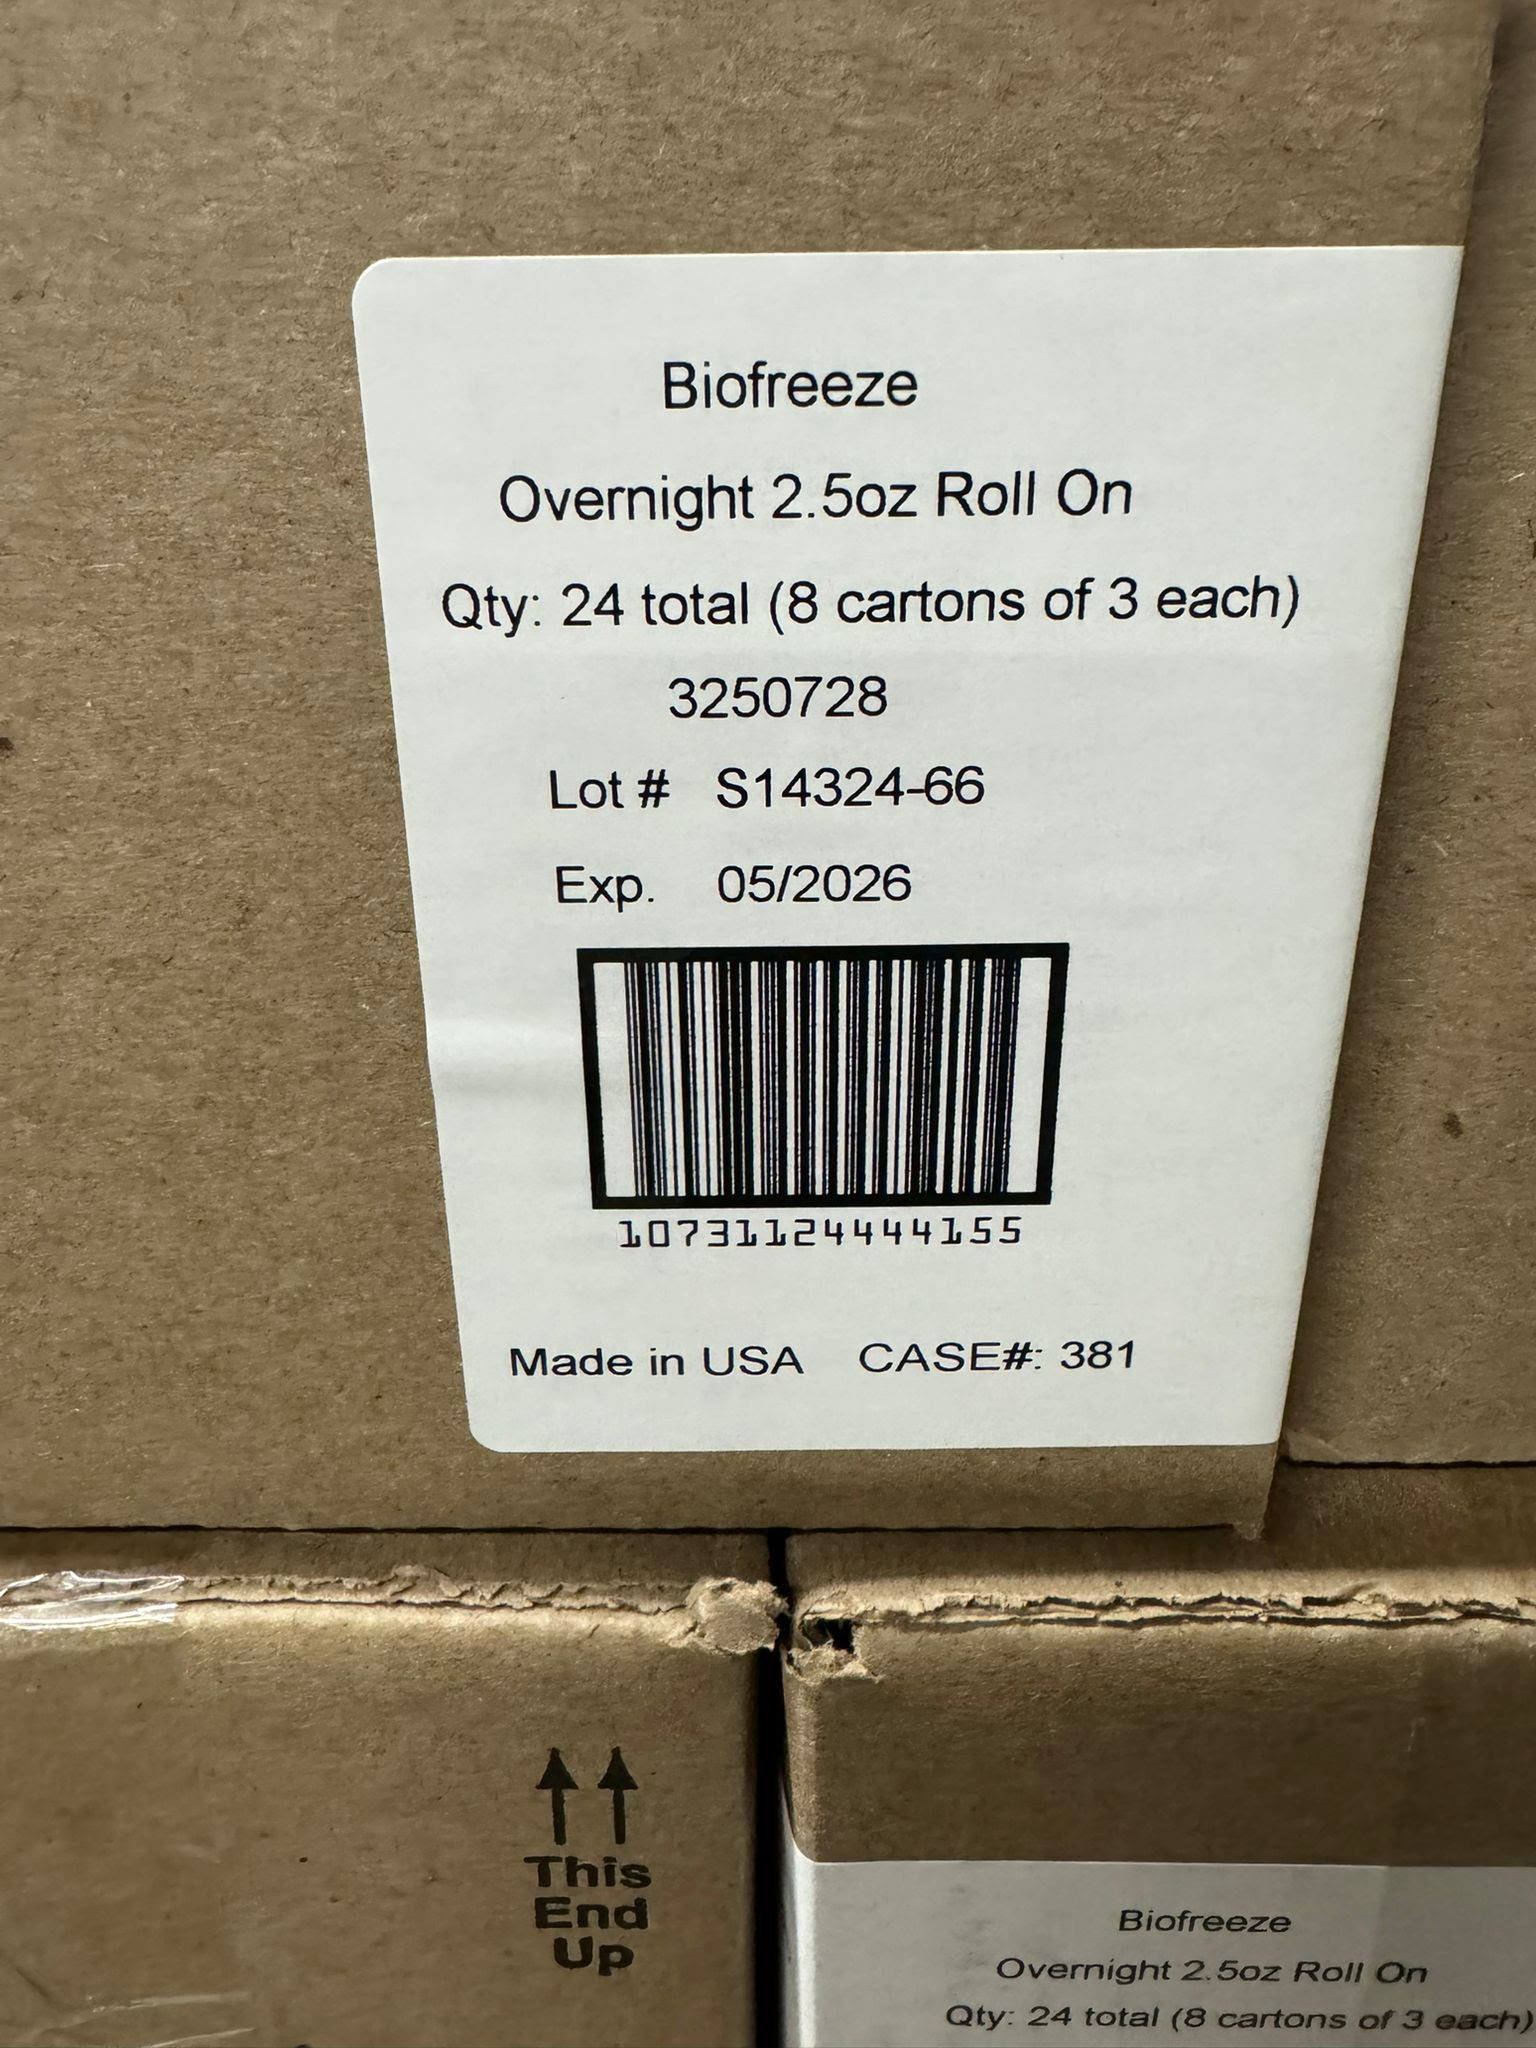 Biofreeze
Overnight 2.5oz Roll On
Qty: 24 total (8 cartons of 3 each)
3250728
Lot # S14324-66
Exp. 05/2026
10731124444155
Made in USA CASE#: 381
This
End
Up
Biofreeze
Overnight 2.5oz Roll On
Qty: 24 total (8 cartons of 3 each)